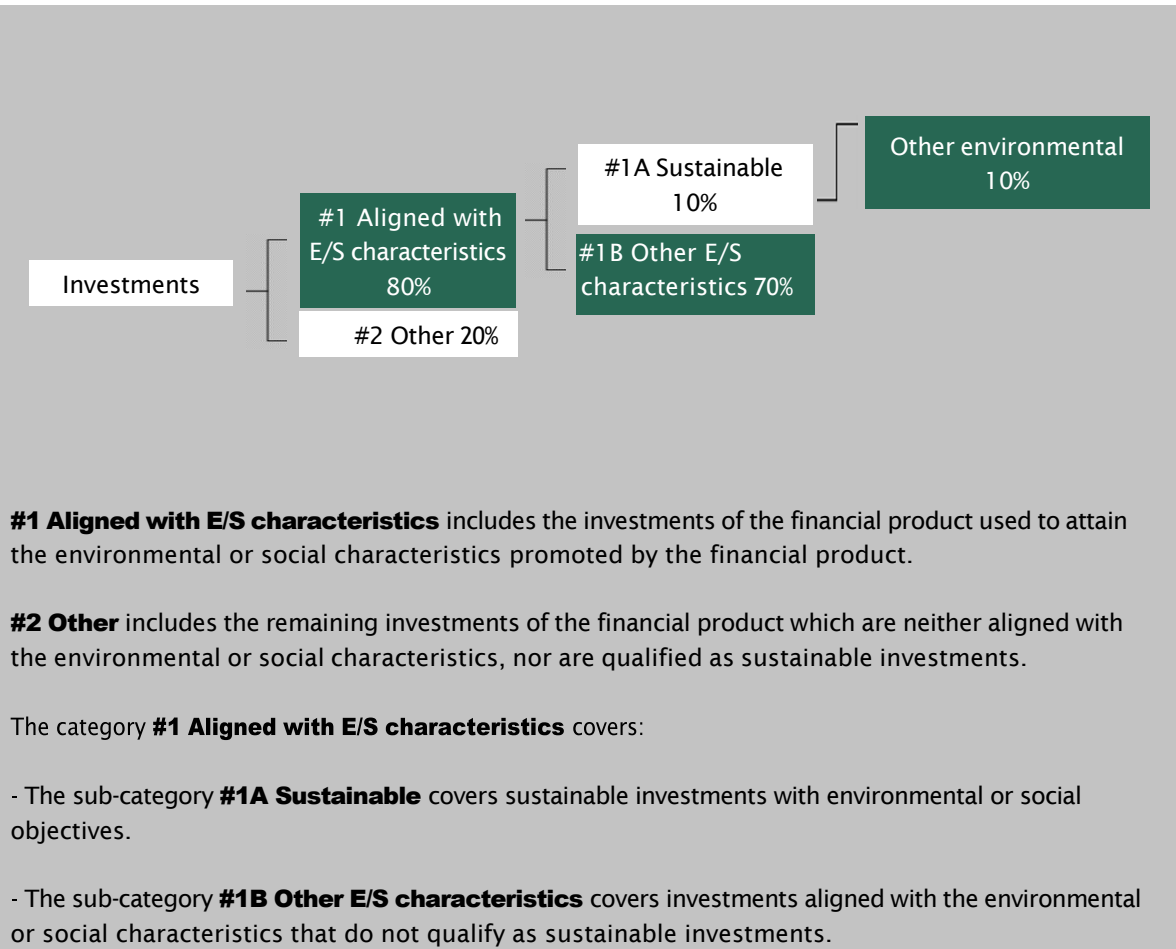 Investments
#1 Aligned with
E/S characteristics
80%
#2 Other 20%
#1A Sustainable
10%
#1B Other E/S
characteristics 70%
Other environmental
10%
#1 Aligned with E/S characteristics includes the investments of the financial product used to attain
the environmental or social characteristics promoted by the financial product.
#2 Other includes the remaining investments of the financial product which are neither aligned with
the environmental or social characteristics, nor are qualified as sustainable investments.
The category #1 Aligned with E/S characteristics covers:
- The sub-category #1A Sustainable covers sustainable investments with environmental or social
objectives.
- The sub-category #1B Other E/S characteristics covers investments aligned with the environmental
or social characteristics that do not qualify as sustainable investments.